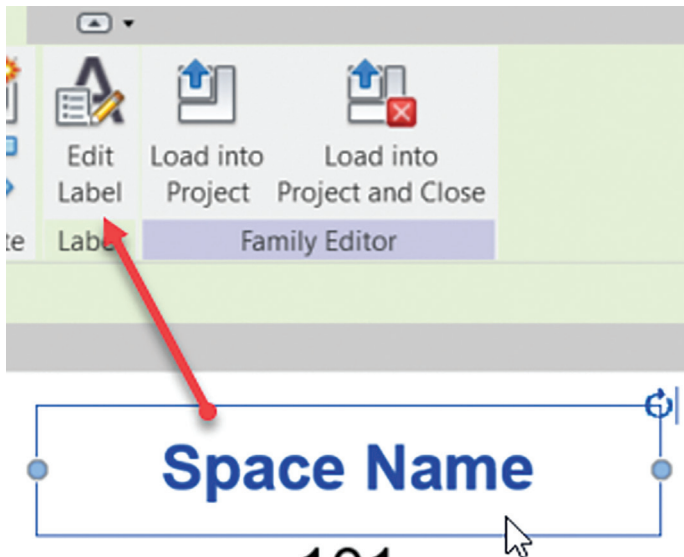 Edit Label
Load into Project
Load into Project and Close
Family Editor
Space Name